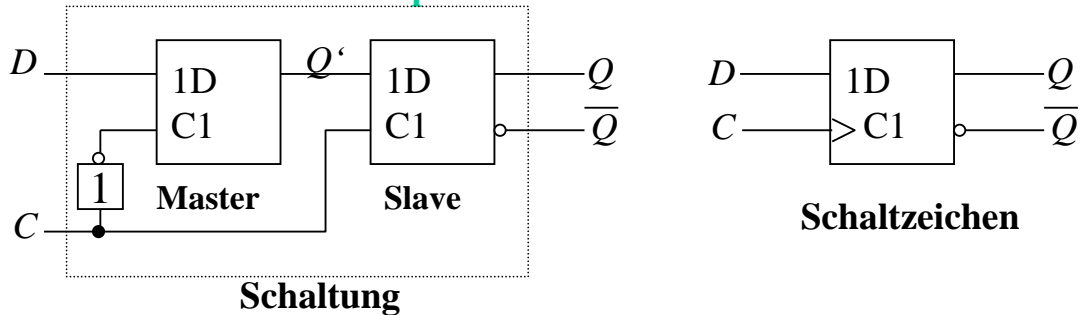 D 1D Q‘ 1D Q
C1 C1 Q
1 Master Slave
C
Schaltung
D 1D Q
C C1 Q
Schaltzeichen